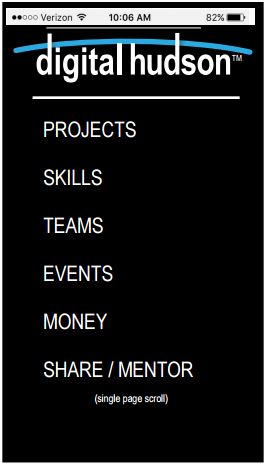 Verizon 10:06 AM 82%
digital hudson™
PROJECTS
SKILLS
TEAMS
EVENTS
MONEY
SHARE / MENTOR
(single page scroll)